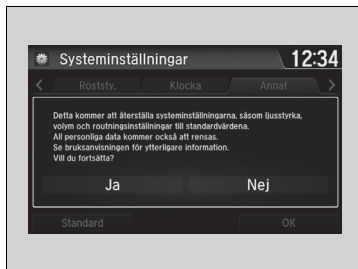 Systeminställningar 12:34
Röststy. Klocka Annat
Detta kommer att återställa systeminställningarna, såsom ljusstyrka,
volym och routningsinställningar till standardvärdena.
All personliga data kommer också att rensas.
Se bruksanvisningen för ytterligare information.
Vill du fortsätta?
Ja Nej
Standard OK